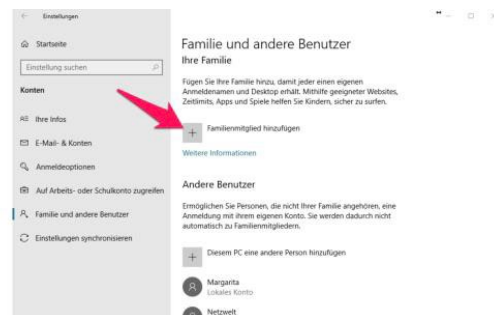 Einstellungen
Startseite
Einstellung suchen
Konten
Ihre Infos
E-Mail- & Konten
Anmeldeoptionen
Auf Arbeits- oder Schulkonto zugreifen
Familie und andere Benutzer
Einstellungen synchronisieren
Familie und andere Benutzer
Ihre Familie
Fügen Sie Ihre Familie hinzu, damit jeder einen eigenen
Anmeldenamen und Desktop erhält. Mithilfe geeigneter Websites,
Zeitlimits, Apps und Spiele helfen Sie Kindern, sicher zu surfen.
Familienmitglied hinzufügen
Weitere Informationen
Andere Benutzer
Ermöglichen Sie Personen, die nicht Ihrer Familie angehören, eine
Anmeldung mit ihrem eigenen Konto. Sie werden dadurch nicht
automatisch zu Familienmitgliedern.
Diesem PC eine andere Person hinzufügen
Margarita
Lokales Konto
Netzwelt